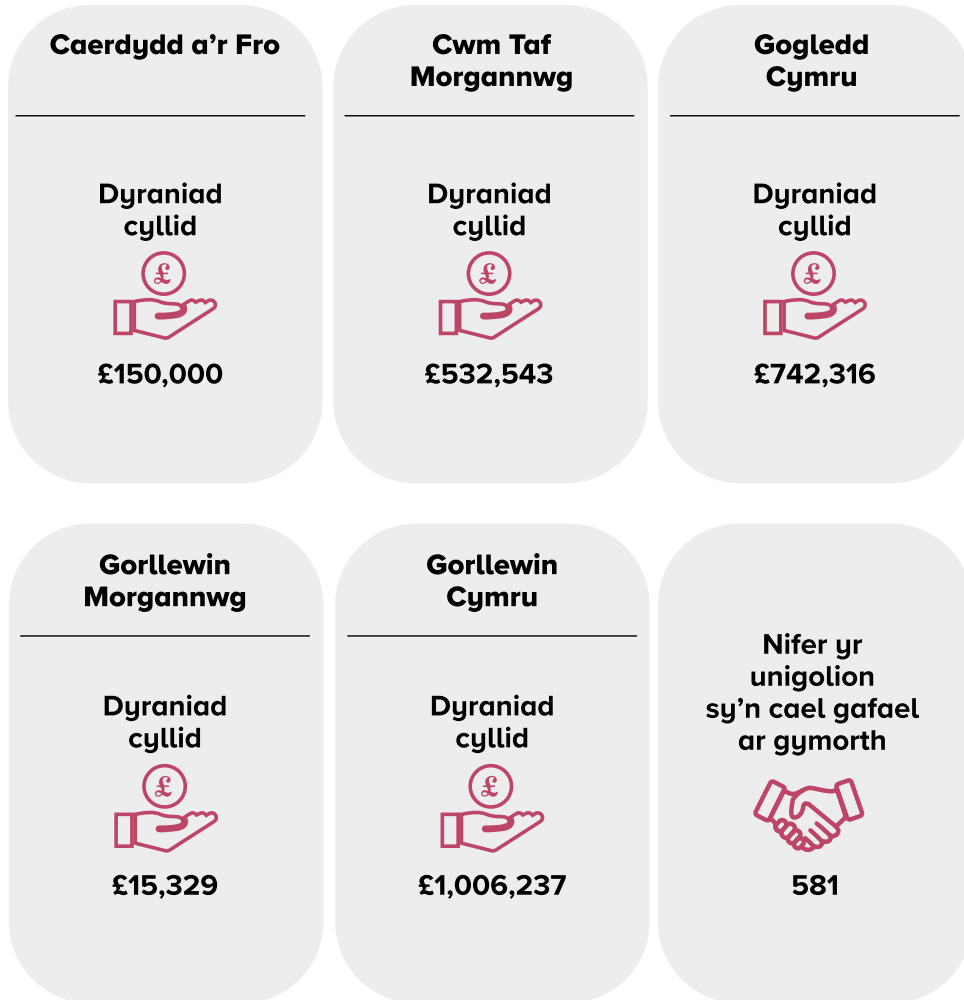 Caerdydd a’r Fro
Dyraniad
cyllid
£
£150,000
Cwm Taf
Morgannwg
Dyraniad
cyllid
£
£532,543
Gogledd
Cymru
Dyraniad
cyllid
£
£742,316
Gorllewin
Morgannwg
Dyraniad
cyllid
£
£15,329
Gorllewin
Cymru
Dyraniad
cyllid
£
£1,006,237
Nifer yr
unigolion
sy’n cael gafael
ar gymorth
581